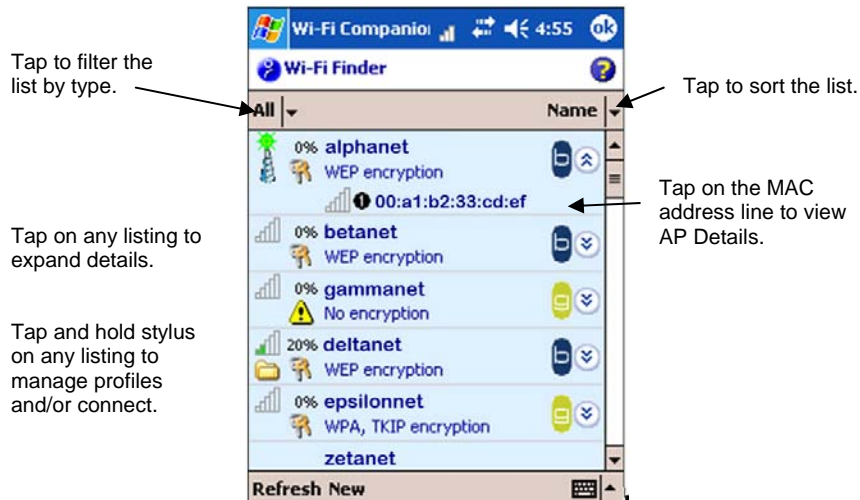 Wi-Fi Companio 4:55 ok
Wi-Fi Finder ?
All Name
0% alphanet b
WEP encryption
1 00:a1:b2:33:cd:ef
0% betanet b
WEP encryption
0% gammanet g
! No encryption
20% deltanet b
WEP encryption
0% epsilonnet g
WPA, TKIP encryption
zetanet
Refresh New
Tap to filter the
list by type.
Tap on any listing to
expand details.
Tap and hold stylus
on any listing to
manage profiles
and/or connect.
Tap to sort the list.
Tap on the MAC
address line to view
AP Details.